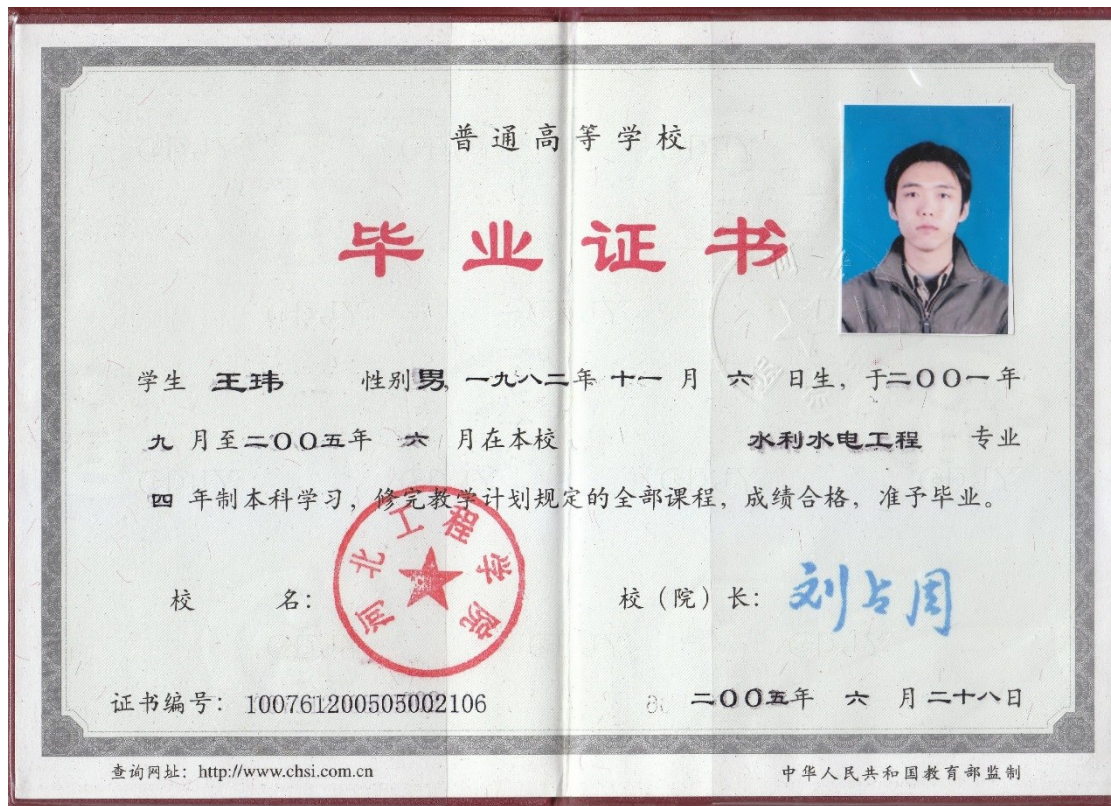 普通高等学校
毕业证书
学生 王玮 性别男，一九八二年 十一 月 六 日生，于二〇〇一年
九 月至二〇〇五年 六 月在本校 水利水电工程 专业
四 年制本科学习，修完教学计划规定的全部课程，成绩合格，准予毕业。
河北工程学院
校 名： 校（院）长：刘占周
证书编号：100761200505002106 二〇〇五年 六 月二十八日
查询网址：http://www.chsi.com.cn 中华人民共和国教育部监制